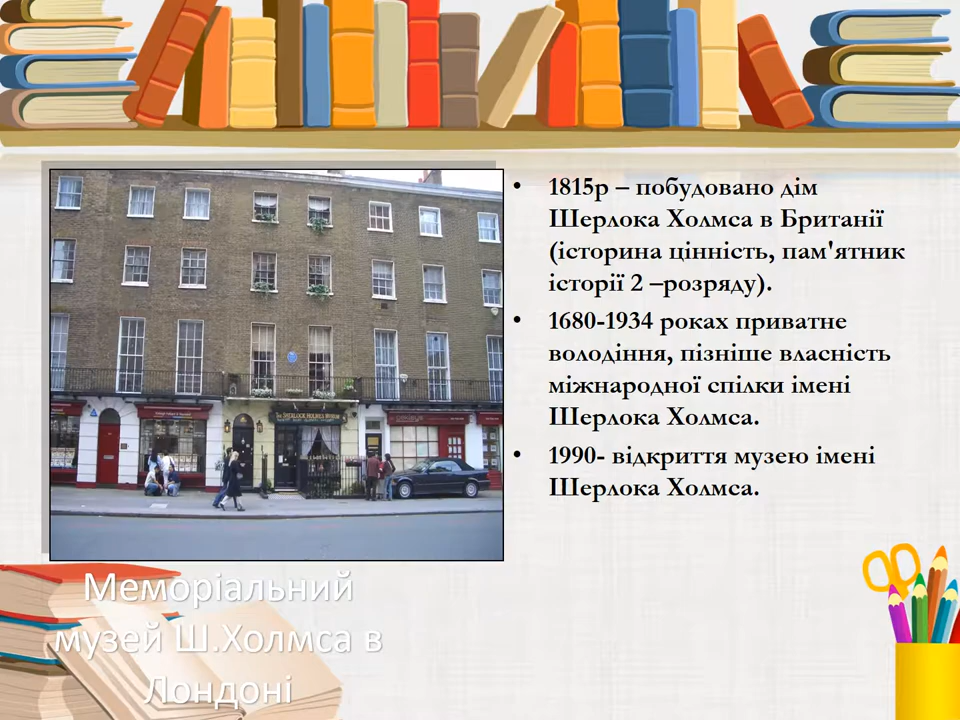 1815р – побудовано дім
Шерлока Холмса в Британії
(історина цінність, пам'ятник
історії 2 –розряду).
1680-1934 роках приватне
володіння, пізніше власність
міжнародної спілки імені
Шерлока Холмса.
1990- відкриття музею імені
Шерлока Холмса.
Меморіальний
музей Ш.Холмса в
Лондоні